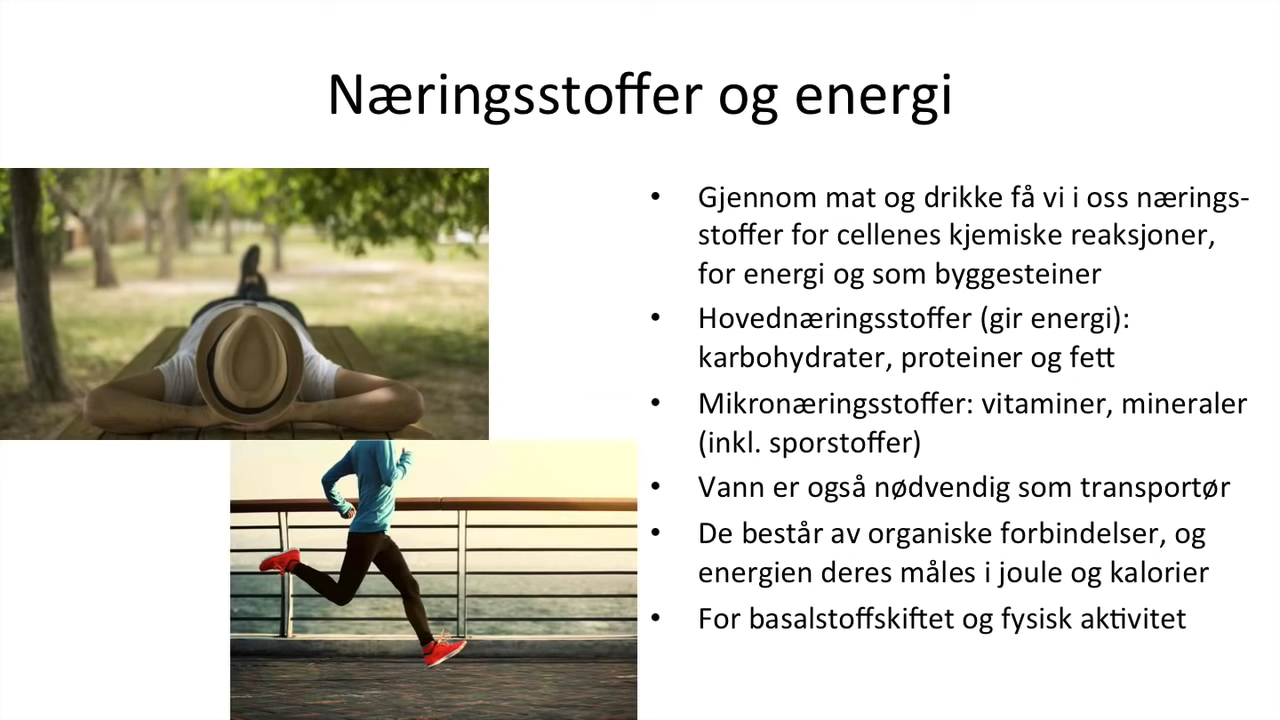 Næringsstoffer og energi
• Gjennom mat og drikke få vi i oss nærings-
stoffer for cellenes kjemiske reaksjoner,
for energi og som byggesteiner
• Hovednæringsstoffer (gir energi):
karbohydrater, proteiner og fett
• Mikronæringsstoffer: vitaminer, mineraler
(inkl. sporstoffer)
• Vann er også nødvendig som transportør
• De består av organiske forbindelser, og
energien deres måles i joule og kalorier
• For basalstoffskiftet og fysisk aktivitet